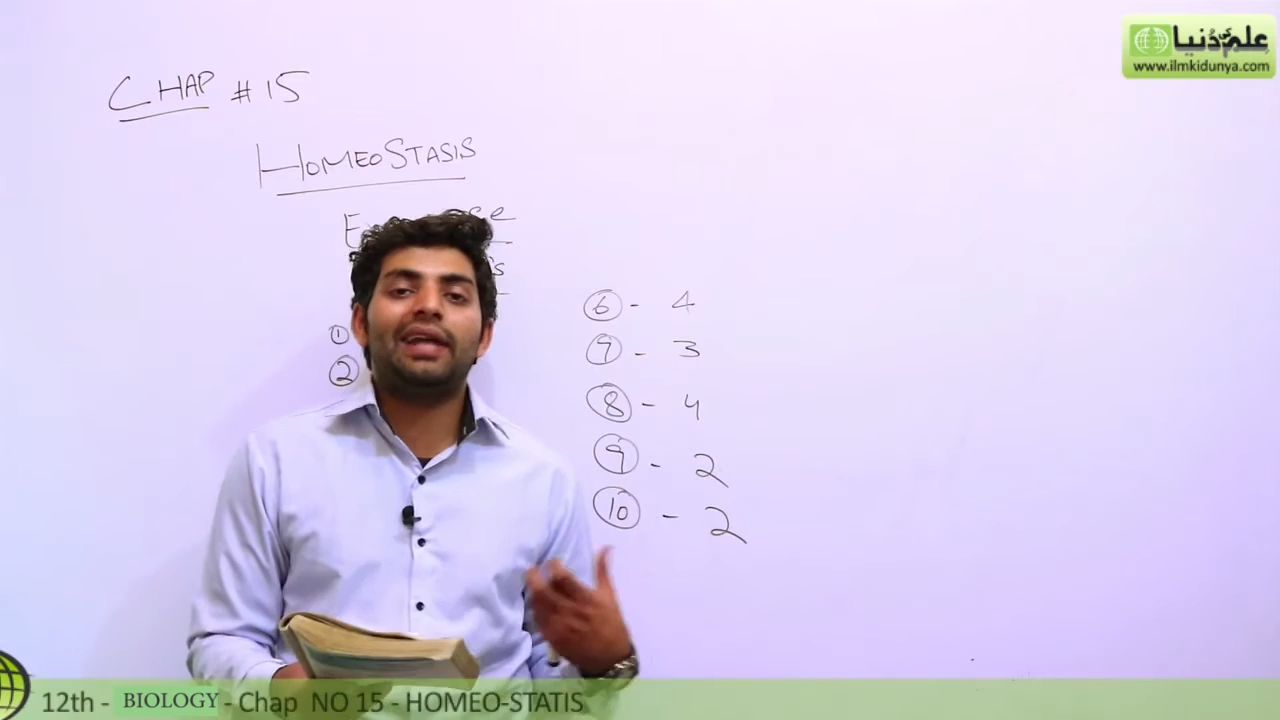 علم کی دُنیا
www.ilmkidunya.com
CHAP # 15
HOMEOSTASIS
①
②
⑥ - 4
⑦ - 3
⑧ - 4
⑨ - 2
⑩ - 2
12th - BIOLOGY - Chap NO 15 - HOMEO-STATIS